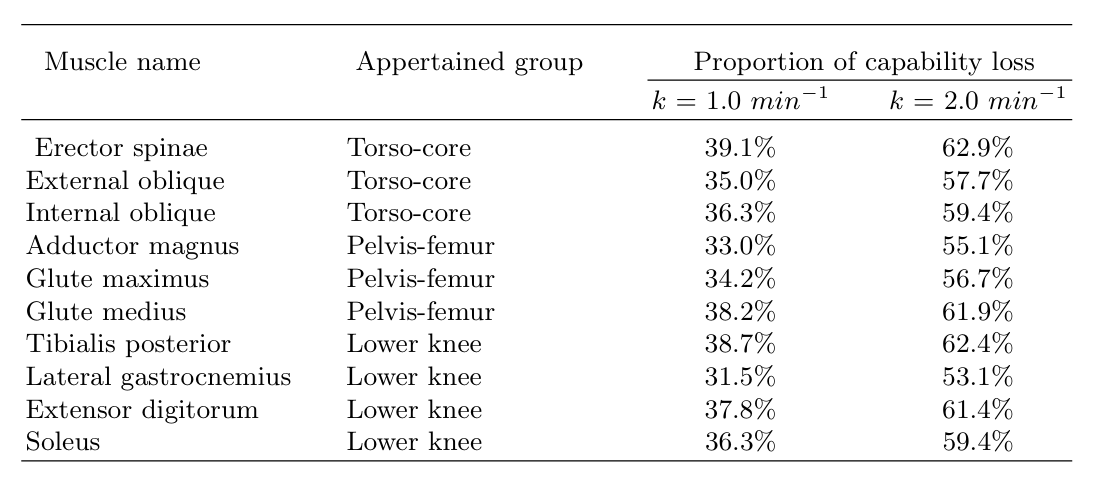 Muscle name Appertained group Proportion of capability loss
k = 1.0 min⁻¹ k = 2.0 min⁻¹
Erector spinae Torso-core 39.1% 62.9%
External oblique Torso-core 35.0% 57.7%
Internal oblique Torso-core 36.3% 59.4%
Adductor magnus Pelvis-femur 33.0% 55.1%
Glute maximus Pelvis-femur 34.2% 56.7%
Glute medius Pelvis-femur 38.2% 61.9%
Tibialis posterior Lower knee 38.7% 62.4%
Lateral gastrocnemius Lower knee 31.5% 53.1%
Extensor digitorum Lower knee 37.8% 61.4%
Soleus Lower knee 36.3% 59.4%